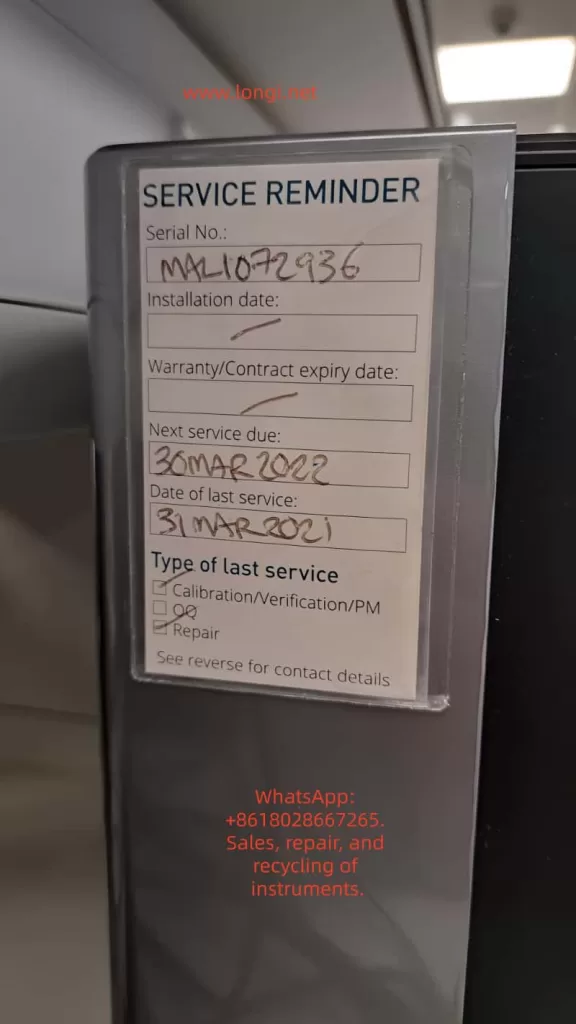 www.longi.net
SERVICE REMINDER
Serial No.:
MAL1072936
Installation date:
Warranty/Contract expiry date:
Next service due:
30MAR2022
Date of last service:
31MAR2021
Type of last service
Calibration/Verification/PM
OQ
Repair
See reverse for contact details
WhatsApp:
+8618028667265.
Sales, repair, and
recycling of
instruments.